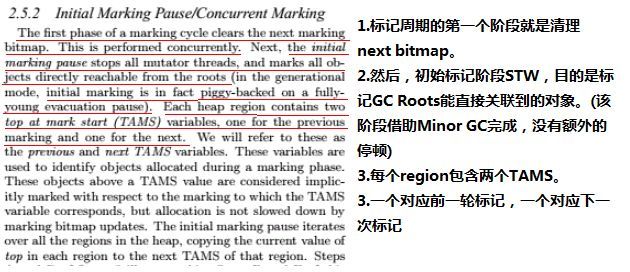 2.5.2 Initial Marking Pause/Concurrent Marking
The first phase of a marking cycle clears the next marking
bitmap. This is performed concurrently. Next, the initial
marking pause stops all mutator threads, and marks all ob-
jects directly reachable from the roots (in the generational
mode, initial marking is in fact piggy-backed on a fully-
young evacuation pause). Each heap region contains two
top at mark start (TAMS) variables, one for the previous
marking and one for the next. We will refer to these as
the previous and next TAMS variables. These variables are
used to identify objects allocated during a marking phase.
These objects above a TAMS value are considered implic-
itly marked with respect to the marking to which the TAMS
variable corresponds, but allocation is not slowed down by
marking bitmap updates. The initial marking pause iterates
over all the regions in the heap, copying the current value of
top in each region to the next TAMS of that region. Steps
1.标记周期的第一个阶段就是清理
next bitmap。
2.然后，初始标记阶段STW，目的是标
记GC Roots能直接关联到的对象。(该
阶段借助Minor GC完成，没有额外的
停顿)
3.每个region包含两个TAMS。
3.一个对应前一轮标记，一个对应下一
次标记